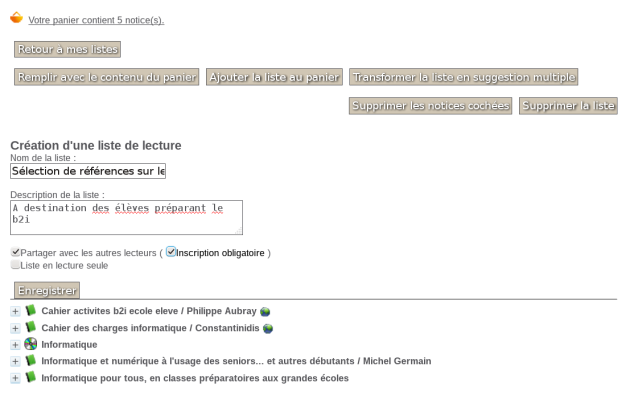 Votre panier contient 5 notice(s).
Retour à mes listes
Remplir avec le contenu du panier Ajouter la liste au panier Transformer la liste en suggestion multiple
Supprimer les notices cochées Supprimer la liste
Création d'une liste de lecture
Nom de la liste :
Sélection de références sur le
Description de la liste :
A destination des élèves préparant le
b2i
Partager avec les autres lecteurs ( Inscription obligatoire )
Liste en lecture seule
Enregistrer
Cahier activites b2i ecole eleve / Philippe Aubray
Cahier des charges informatique / Constantinidis
Informatique
Informatique et numérique à l'usage des seniors... et autres débutants / Michel Germain
Informatique pour tous, en classes préparatoires aux grandes écoles